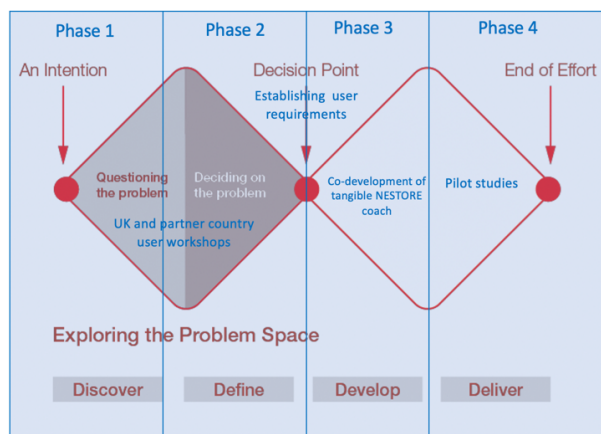 Phase 1
Phase 2
Phase 3
Phase 4
An Intention
Decision Point
End of Effort
Establishing user
requirements
Questioning
the problem
Deciding on
the problem
Co-development of
tangible NESTORE
coach
Pilot studies
UK and partner country
user workshops
Exploring the Problem Space
Discover
Define
Develop
Deliver